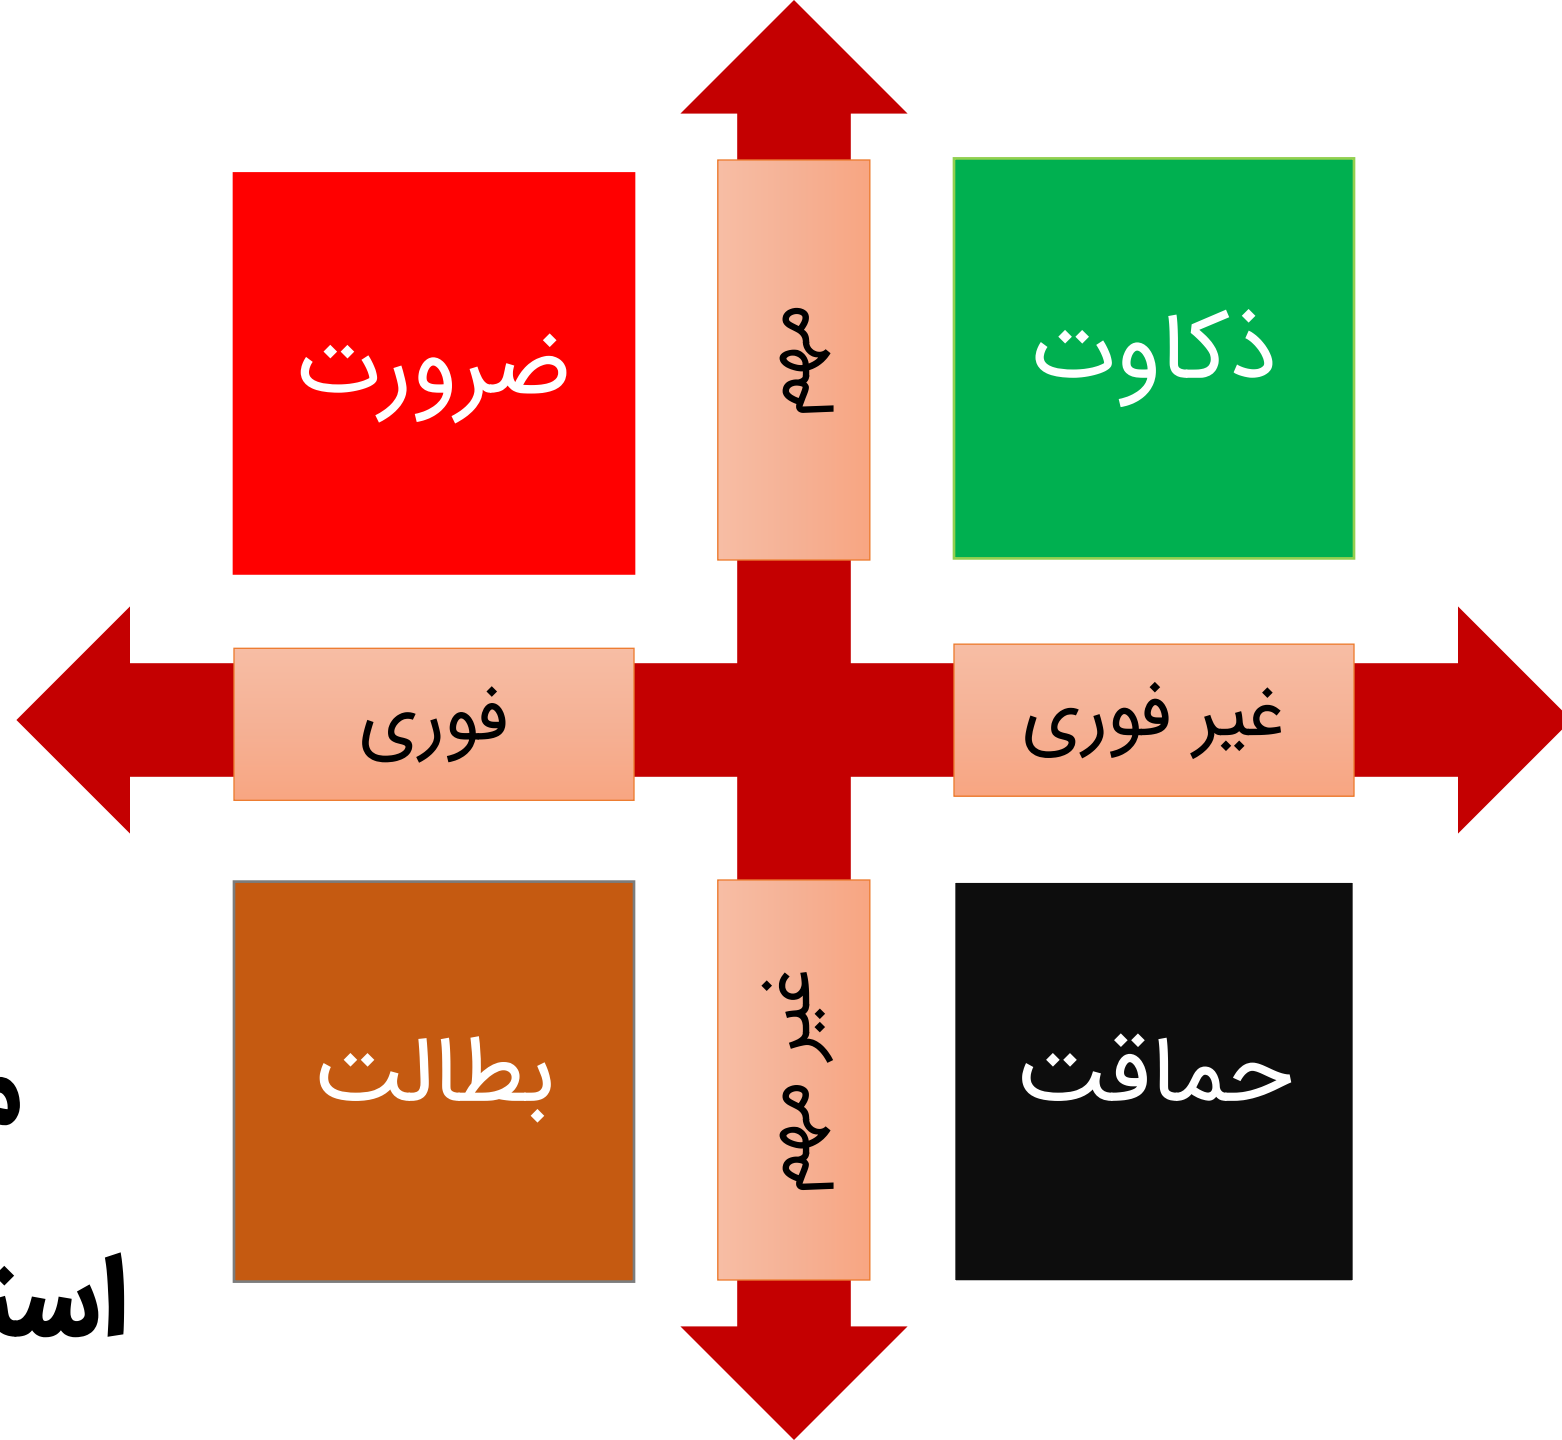 ذکاوت
مهم
ضرورت
غیر فوری
فوری
حماقت
غیر مهم
بطالت